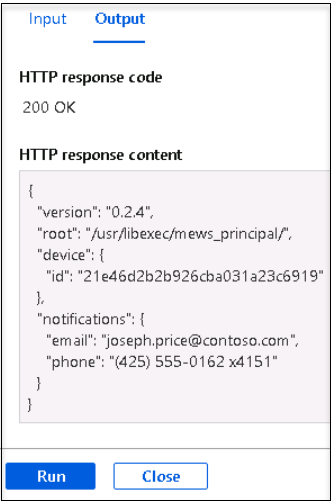 Input Output
HTTP response code
200 OK
HTTP response content
{
"version": "0.2.4",
"root": "/usr/libexec/mews_principal/",
"device": {
"id": "21e46d2b2b926cba031a23c6919"
},
"notifications": {
"email": "joseph.price@contoso.com",
"phone": "(425) 555-0162 x4151"
}
}
Run Close